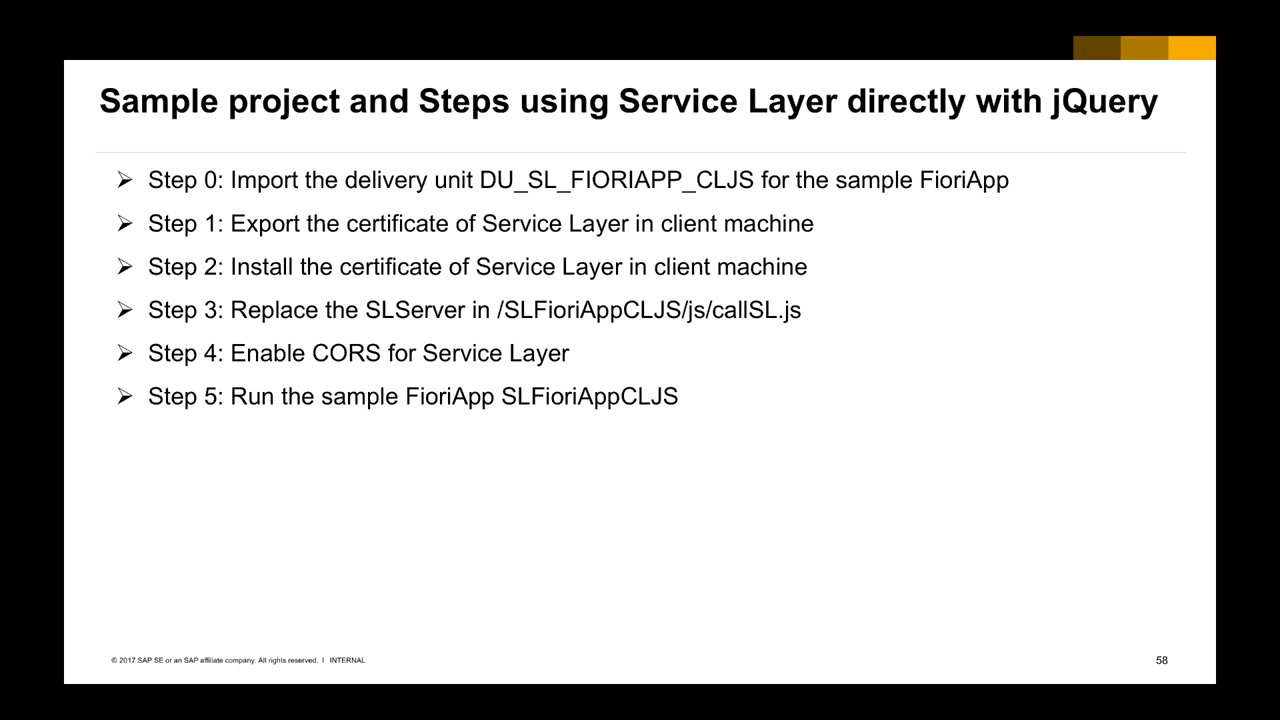 Sample project and Steps using Service Layer directly with jQuery
➢ Step 0: Import the delivery unit DU_SL_FIORIAPP_CLJS for the sample FioriApp
➢ Step 1: Export the certificate of Service Layer in client machine
➢ Step 2: Install the certificate of Service Layer in client machine
➢ Step 3: Replace the SLServer in /SLFioriAppCLJS/js/callSL.js
➢ Step 4: Enable CORS for Service Layer
➢ Step 5: Run the sample FioriApp SLFioriAppCLJS
© 2017 SAP SE or an SAP affiliate company. All rights reserved. I INTERNAL
58